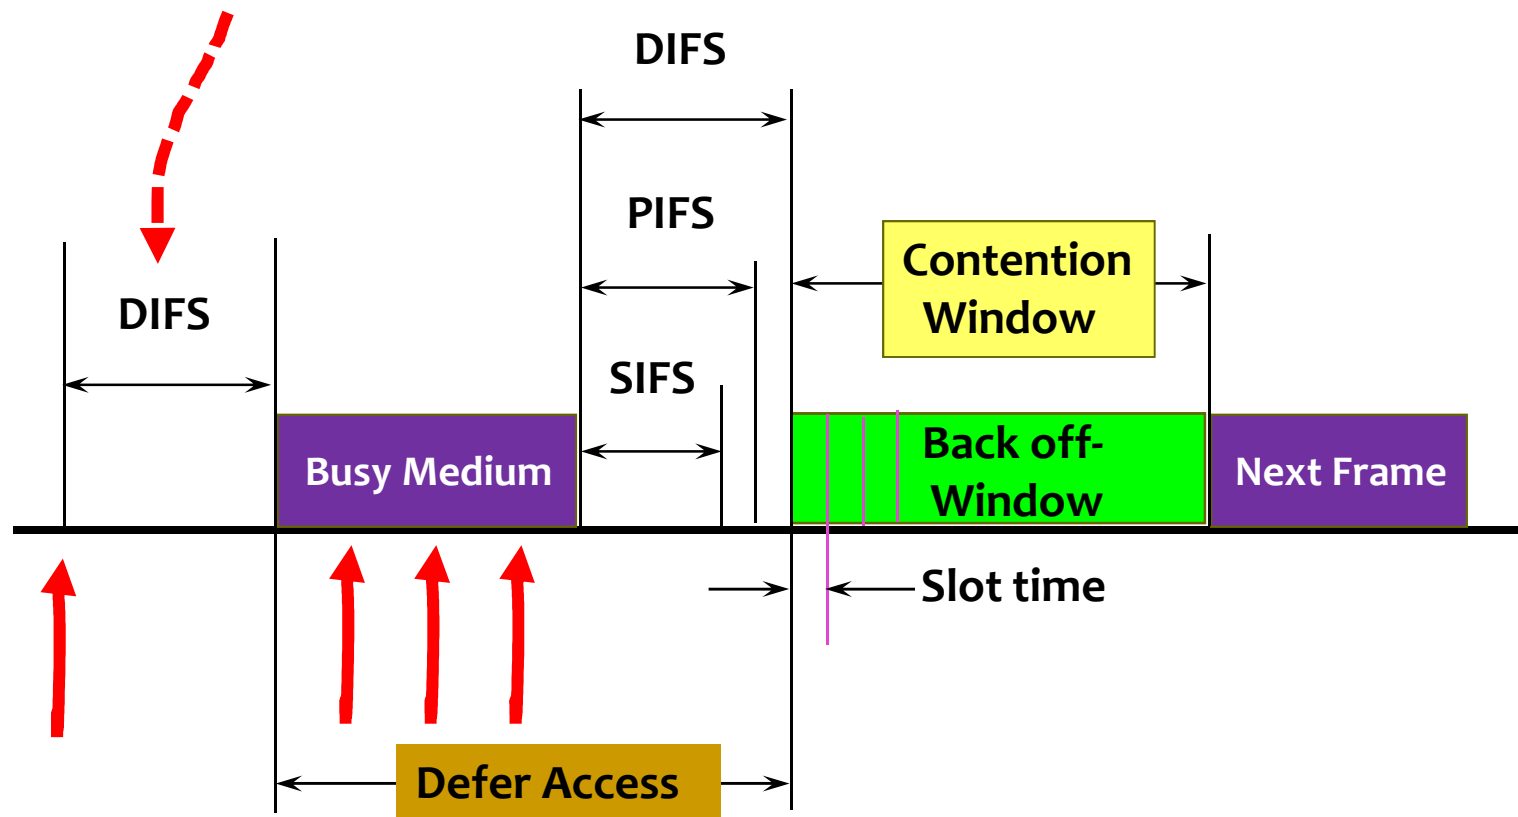 DIFS
PIFS
Contention
Window
DIFS
SIFS
Busy Medium
Back off-
Window
Next Frame
Slot time
Defer Access